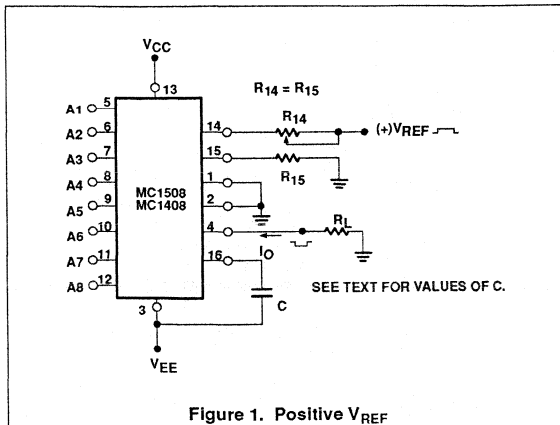 VCC
13
R14 = R15
A1 5
A2 6
A3 7
A4 8
A5 9
A6 10
A7 11
A8 12
MC1508
MC1408
14
R14
(+)VREF
15
R15
1
2
4
IO
RL
16
C
SEE TEXT FOR VALUES OF C.
3
VEE
Figure 1. Positive VREF